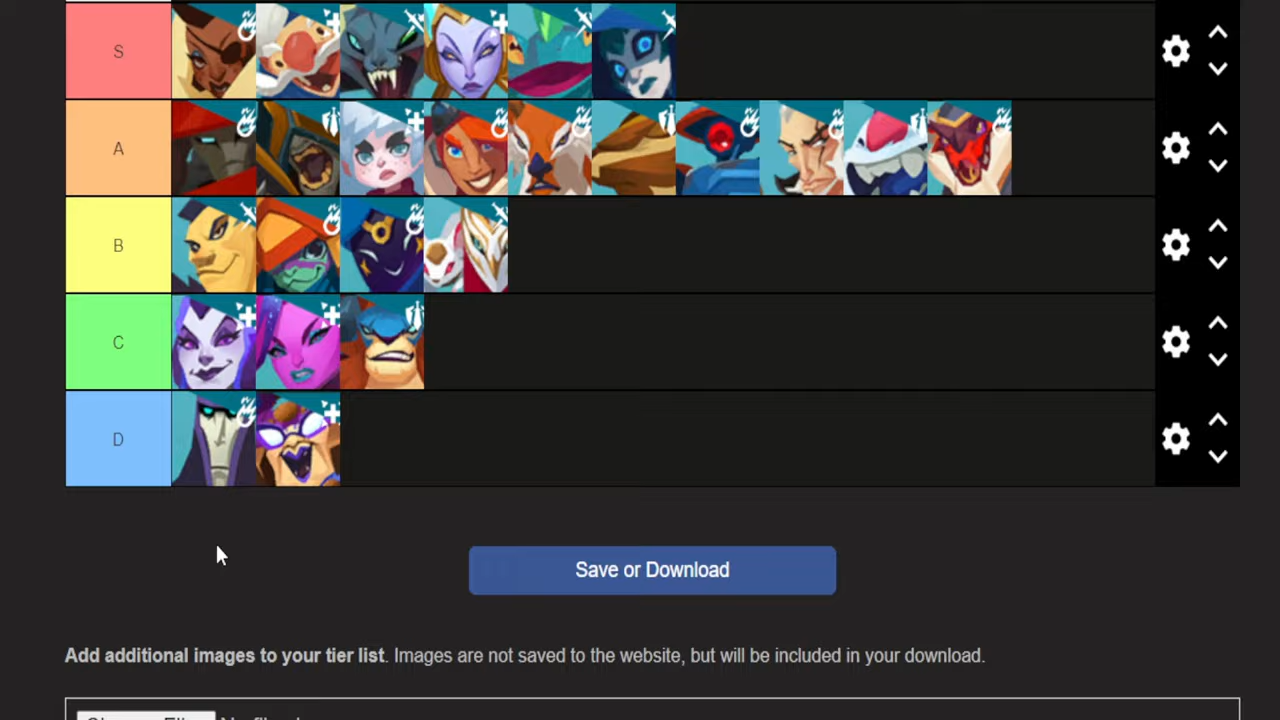 S
A
B
C
D
Save or Download
Add additional images to your tier list. Images are not saved to the website, but will be included in your download.